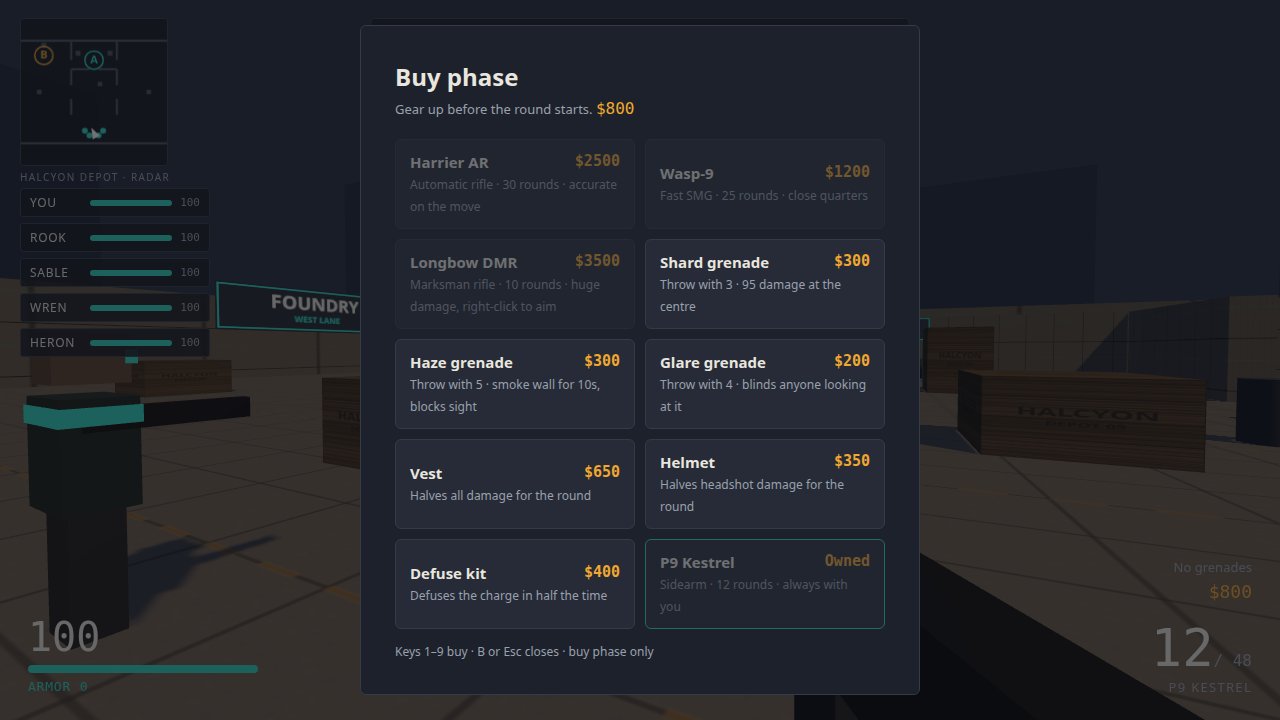 B
A
HALCYON DEPOT · RADAR
YOU 100
ROOK 100
SABLE 100
WREN 100
HERON 100
FOUNDRY
WEST LANE
Buy phase
Gear up before the round starts. $800
Harrier AR $2500
Automatic rifle · 30 rounds · accurate
on the move
Wasp-9 $1200
Fast SMG · 25 rounds · close quarters
Longbow DMR $3500
Marksman rifle · 10 rounds · huge
damage, right-click to aim
Shard grenade $300
Throw with 3 · 95 damage at the
centre
Haze grenade $300
Throw with 5 · smoke wall for 10s,
blocks sight
Glare grenade $200
Throw with 4 · blinds anyone looking
at it
Vest $650
Halves all damage for the round
Helmet $350
Halves headshot damage for the
round
Defuse kit $400
Defuses the charge in half the time
P9 Kestrel Owned
Sidearm · 12 rounds · always with
you
Keys 1–9 buy · B or Esc closes · buy phase only
HALCYON
HALCYON
100
ARMOR 0
No grenades
$800
12 / 48
P9 KESTREL